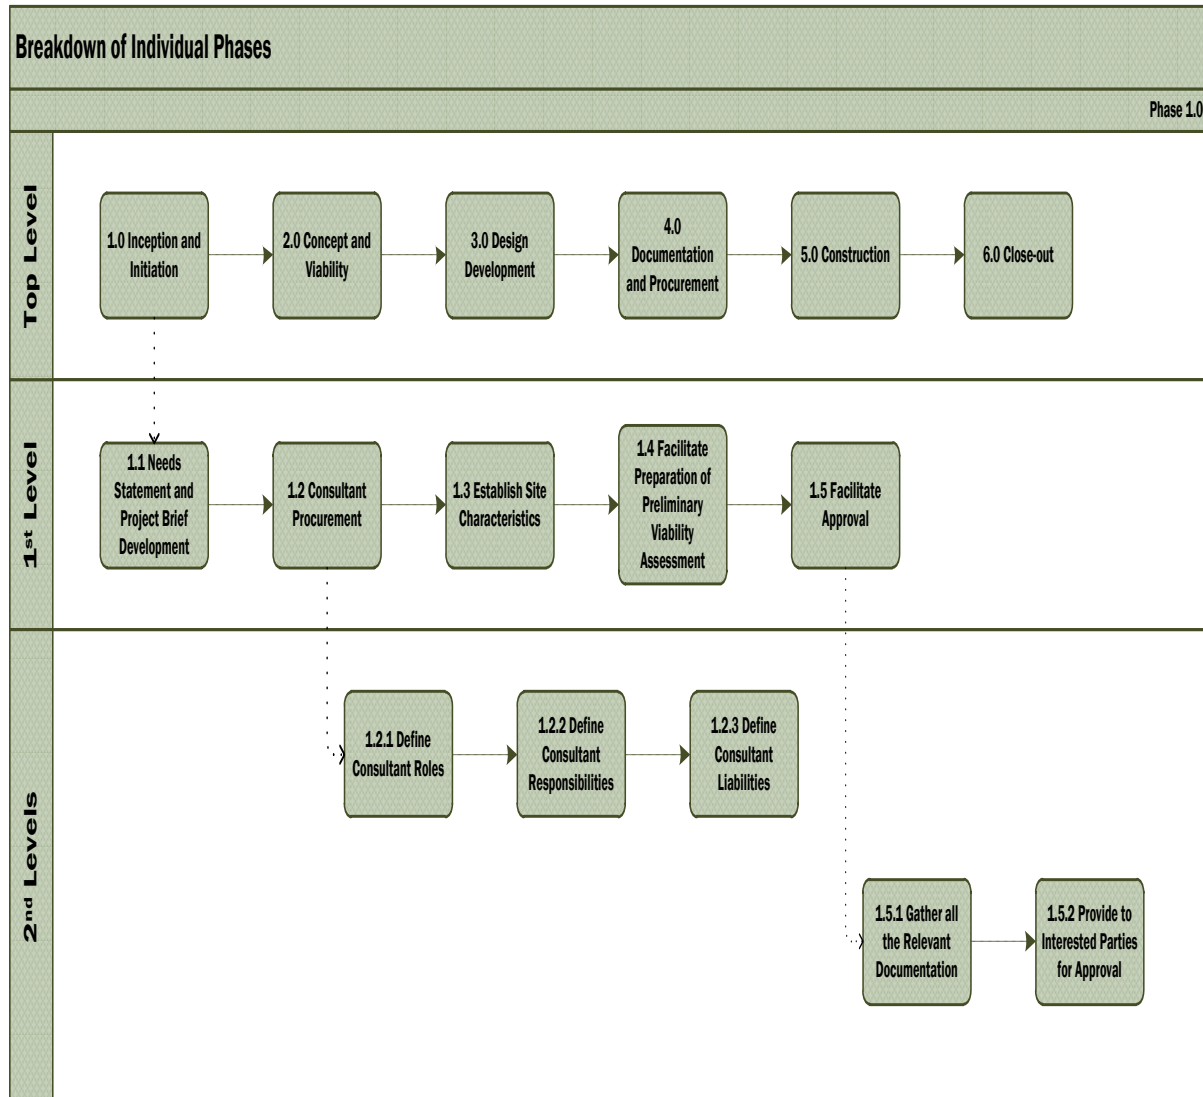 Breakdown of Individual Phases
Phase 1.0
Top Level
1.0 Inception and
Initiation
2.0 Concept and
Viability
3.0 Design
Development
4.0
Documentation
and Procurement
5.0 Construction
6.0 Close-out
1st Level
1.1 Needs
Statement and
Project Brief
Development
1.2 Consultant
Procurement
1.3 Establish Site
Characteristics
1.4 Facilitate
Preparation of
Preliminary
Viability
Assessment
1.5 Facilitate
Approval
2nd Levels
1.2.1 Define
Consultant Roles
1.2.2 Define
Consultant
Responsibilities
1.2.3 Define
Consultant
Liabilities
1.5.1 Gather all
the Relevant
Documentation
1.5.2 Provide to
Interested Parties
for Approval